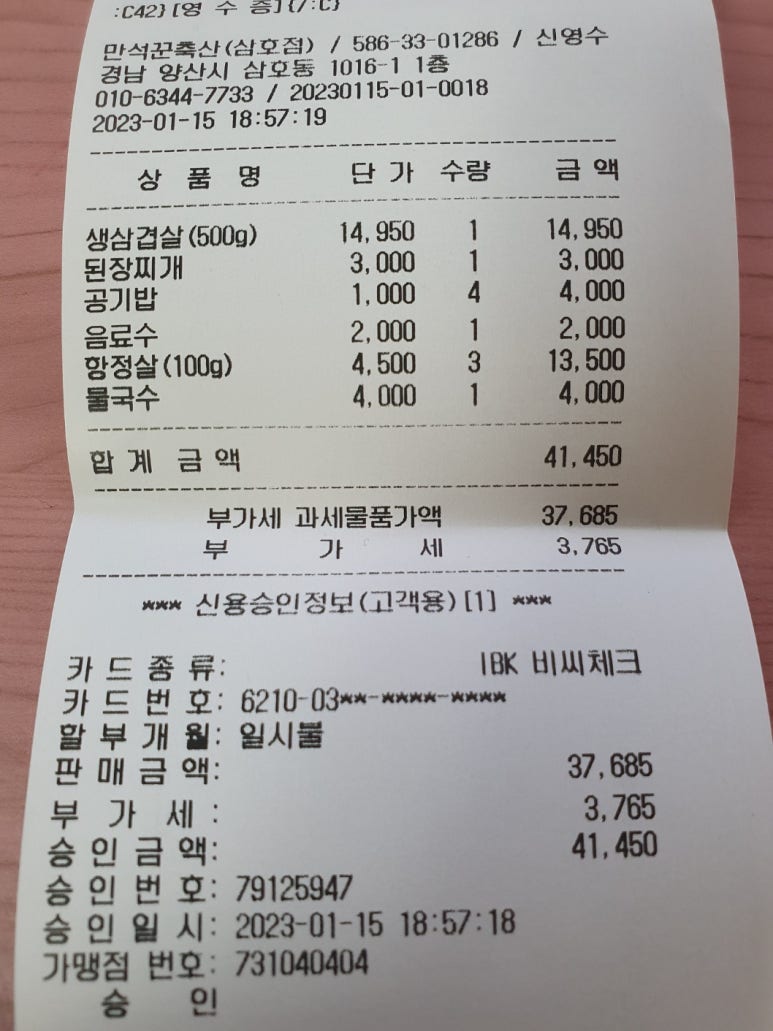 :C42}[영 수 증]{/:C}
만석꾼축산(삼호점) / 586-33-01286 / 신영수
경남 양산시 삼호동 1016-1 1층
010-6344-7733 / 20230115-01-0018
2023-01-15 18:57:19
상 품 명 단 가 수량 금 액
생삼겹살(500g) 14,950 1 14,950
된장찌개 3,000 1 3,000
공기밥 1,000 4 4,000
음료수 2,000 1 2,000
항정살(100g) 4,500 3 13,500
물국수 4,000 1 4,000
합 계 금 액 41,450
부가세 과세물품가액 37,685
부 가 세 3,765
*** 신용승인정보(고객용)[1] ***
카 드 종 류: IBK 비씨체크
카 드 번 호: 6210-03**-****-****
할 부 개 월: 일시불
판 매 금 액: 37,685
부 가 세 : 3,765
승 인 금 액: 41,450
승 인 번 호: 79125947
승 인 일 시: 2023-01-15 18:57:18
가맹점 번호: 731040404
승 인